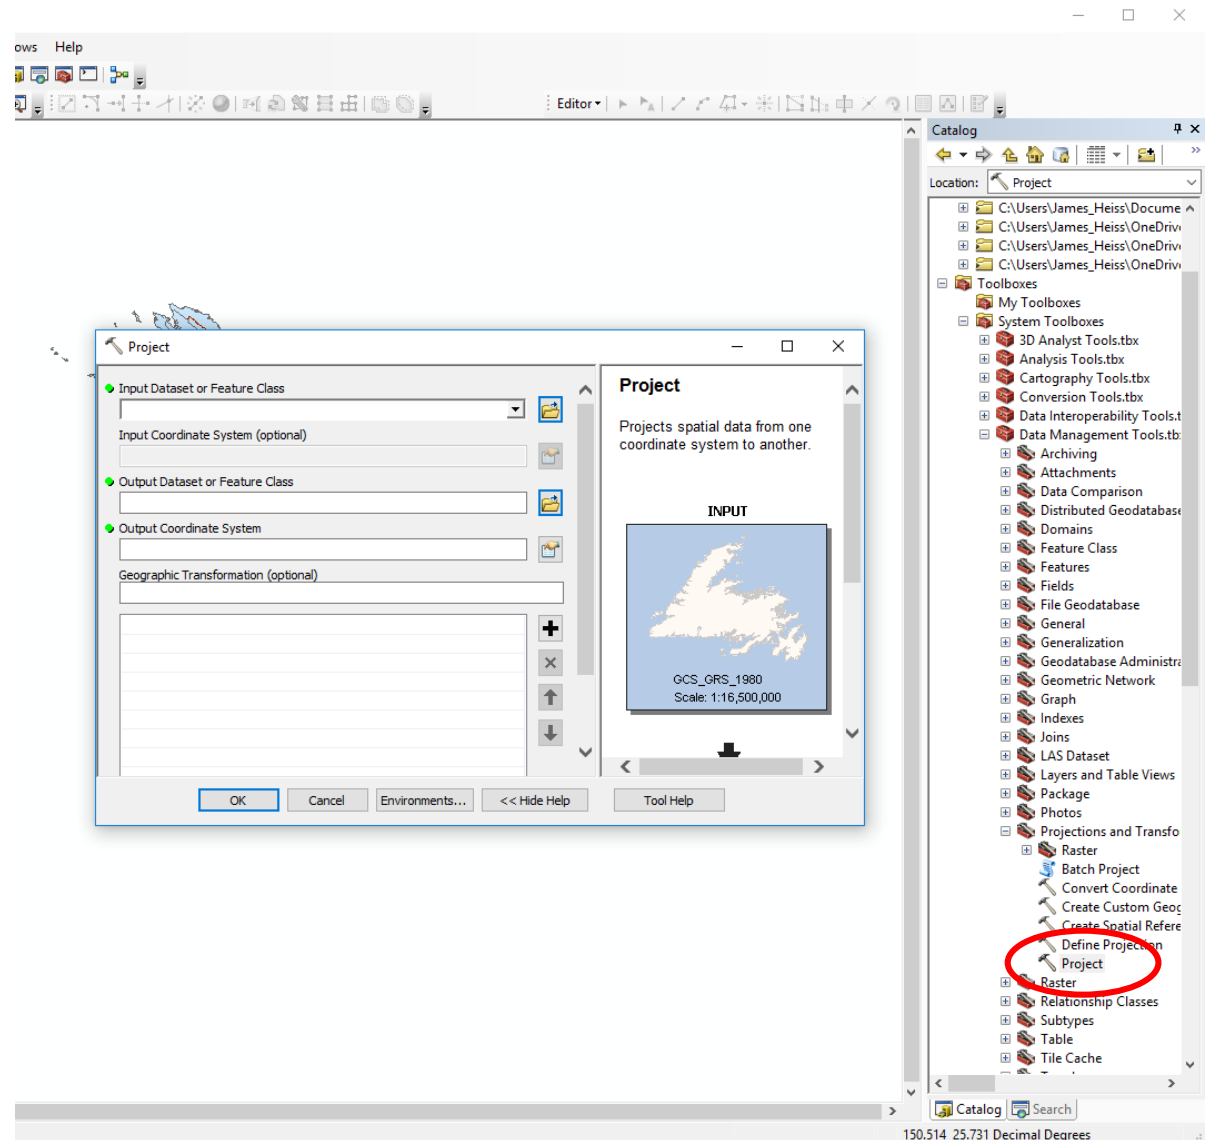 ows Help
Editor
Catalog
Location: Project
C:\Users\James_Heiss\Docume
C:\Users\James_Heiss\OneDriv
C:\Users\James_Heiss\OneDriv
C:\Users\James_Heiss\OneDriv
Toolboxes
My Toolboxes
System Toolboxes
3D Analyst Tools.tbx
Analysis Tools.tbx
Cartography Tools.tbx
Conversion Tools.tbx
Data Interoperability Tools.t
Data Management Tools.tb
Archiving
Attachments
Data Comparison
Distributed Geodatabase
Domains
Feature Class
Features
Fields
File Geodatabase
General
Generalization
Geodatabase Administra
Geometric Network
Graph
Indexes
Joins
LAS Dataset
Layers and Table Views
Package
Photos
Projections and Transfo
Raster
Batch Project
Convert Coordinate
Create Custom Geog
Create Spatial Refere
Define Projection
Project
Raster
Relationship Classes
Subtypes
Table
Tile Cache
Catalog Search
Project
Input Dataset or Feature Class
Input Coordinate System (optional)
Output Dataset or Feature Class
Output Coordinate System
Geographic Transformation (optional)
OK Cancel Environments... << Hide Help Tool Help
Project
Projects spatial data from one
coordinate system to another.
INPUT
GCS_GRS_1980
Scale: 1:16,500,000
150.514 25.731 Decimal Degrees